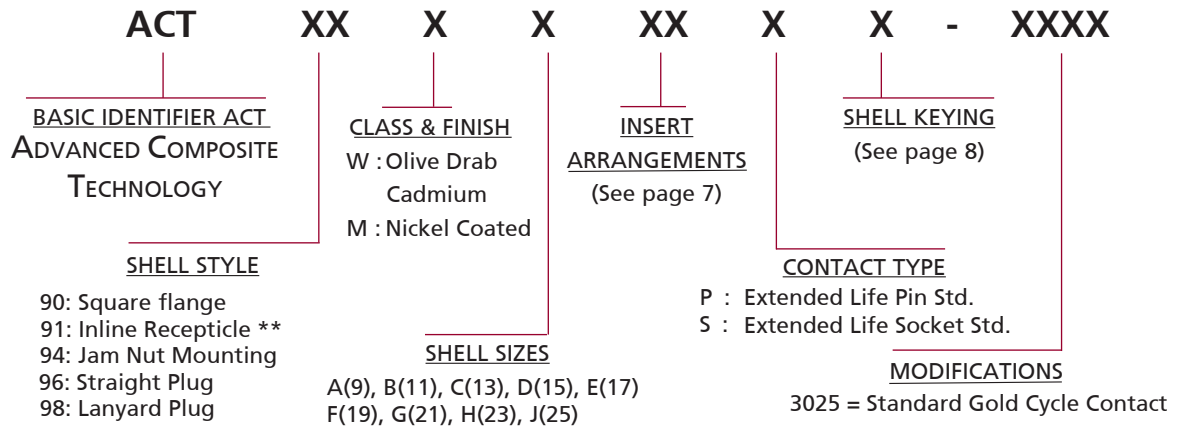 ACT XX X X XX X X - XXXX
BASIC IDENTIFIER ACT
ADVANCED COMPOSITE
TECHNOLOGY
CLASS & FINISH
W : Olive Drab
Cadmium
M : Nickel Coated
INSERT
ARRANGEMENTS
(See page 7)
SHELL KEYING
(See page 8)
SHELL STYLE
90: Square flange
91: Inline Recepticle **
94: Jam Nut Mounting
96: Straight Plug
98: Lanyard Plug
SHELL SIZES
A(9), B(11), C(13), D(15), E(17)
F(19), G(21), H(23), J(25)
CONTACT TYPE
P : Extended Life Pin Std.
S : Extended Life Socket Std.
MODIFICATIONS
3025 = Standard Gold Cycle Contact